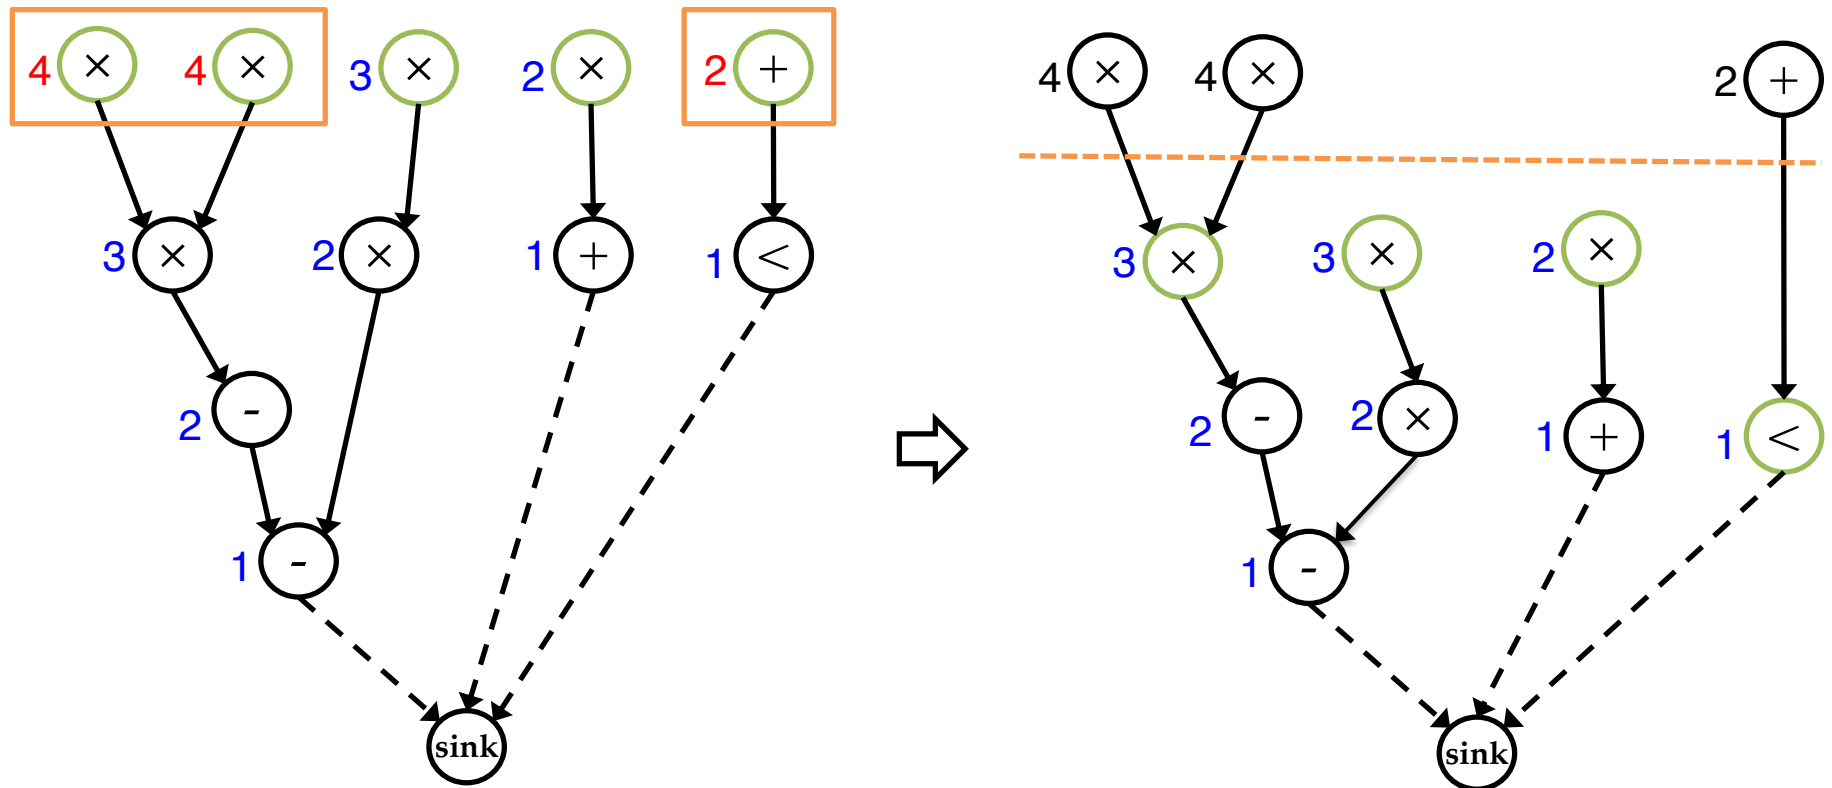 4 × 4 × 3 × 2 × 2 +
3 × 2 × 1 + 1 <
2 -
1 -
sink
4 × 4 × 2 +
3 × 3 × 2 ×
2 - 2 × 1 + 1 <
1 -
sink